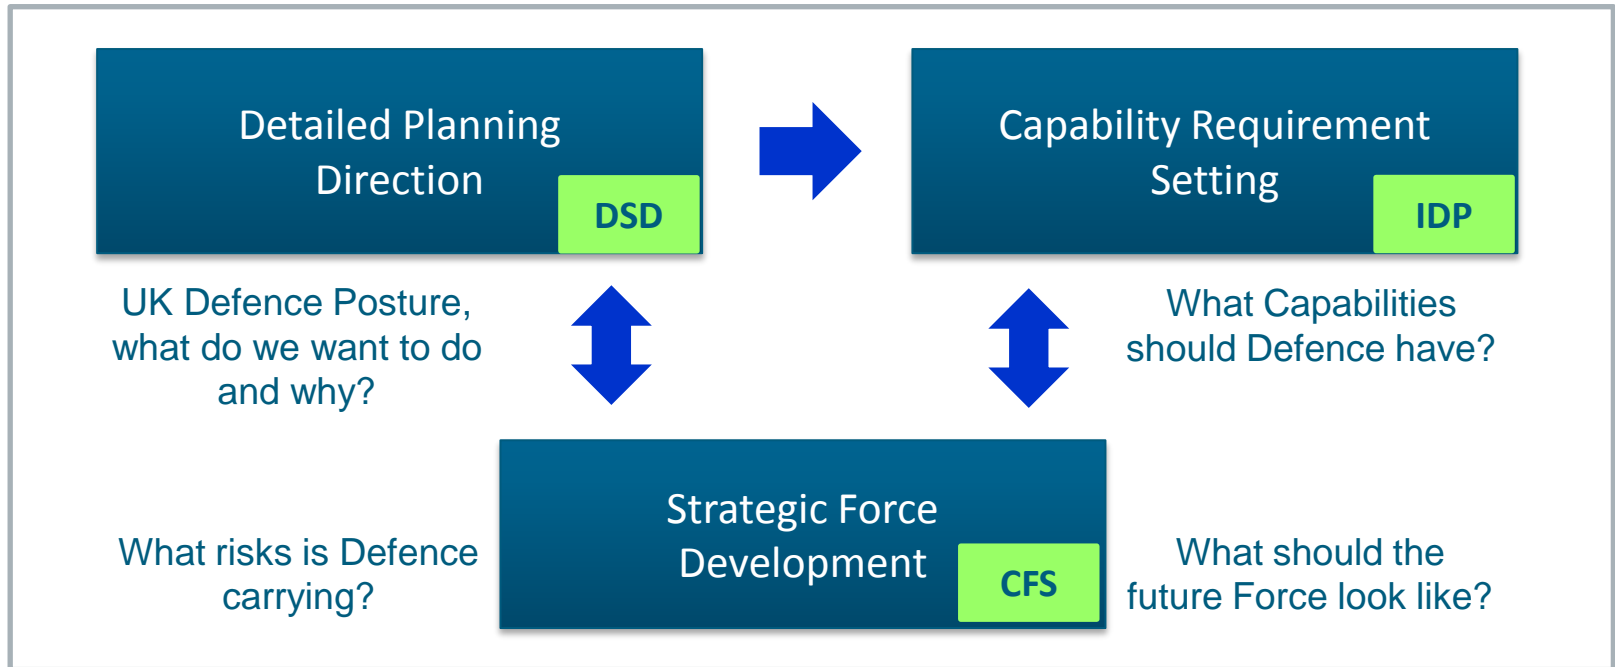 Detailed Planning
Direction
DSD
Capability Requirement
Setting
IDP
UK Defence Posture,
what do we want to do
and why?
What Capabilities
should Defence have?
Strategic Force
Development
CFS
What risks is Defence
carrying?
What should the
future Force look like?